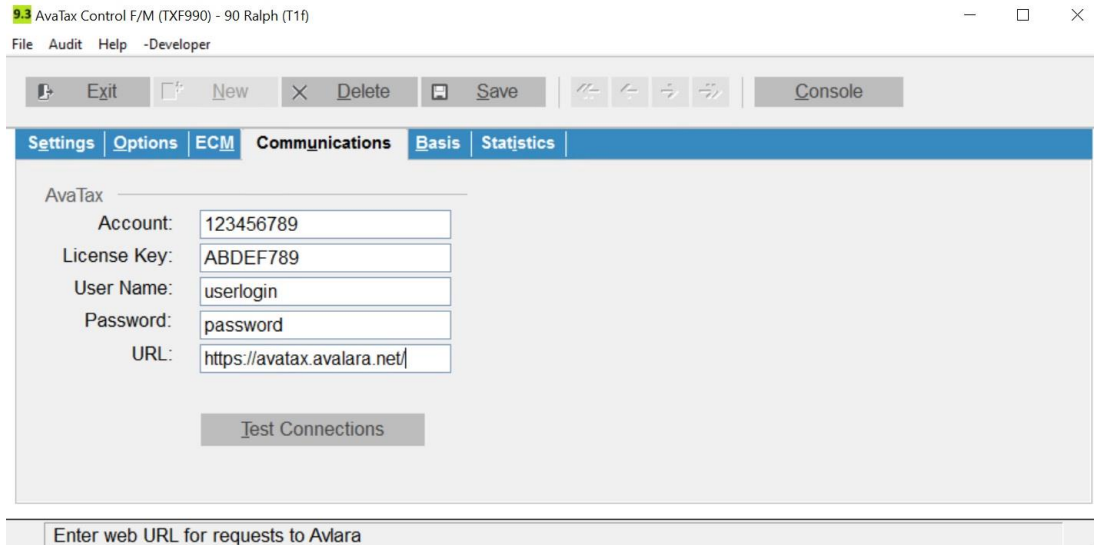 9.3 AvaTax Control F/M (TXF990) - 90 Ralph (T1f)
File Audit Help -Developer
Exit New Delete Save Console
Settings Options ECM Communications Basis Statistics
AvaTax
Account: 123456789
License Key: ABDEF789
User Name: userlogin
Password: password
URL: https://avatax.avalara.net/
Test Connections
Enter web URL for requests to Avlara